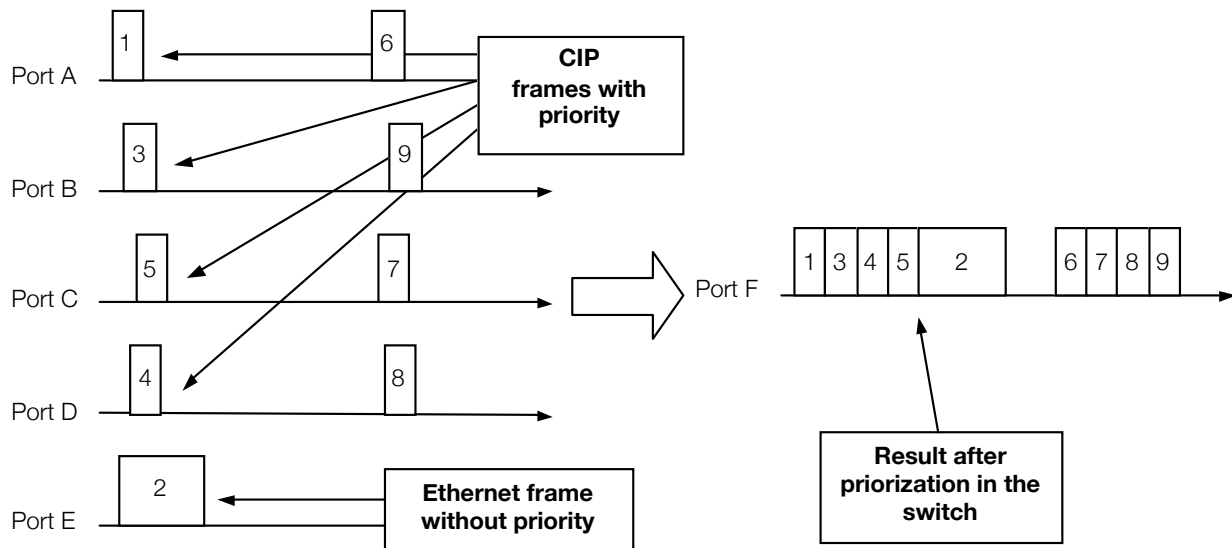 1
6
Port A
CIP
frames with
priority
3
9
Port B
5
7
Port C
4
8
Port D
2
Port E
Ethernet frame
without priority
Port F
1 3 4 5 2 6 7 8 9
Result after
priorization in the
switch